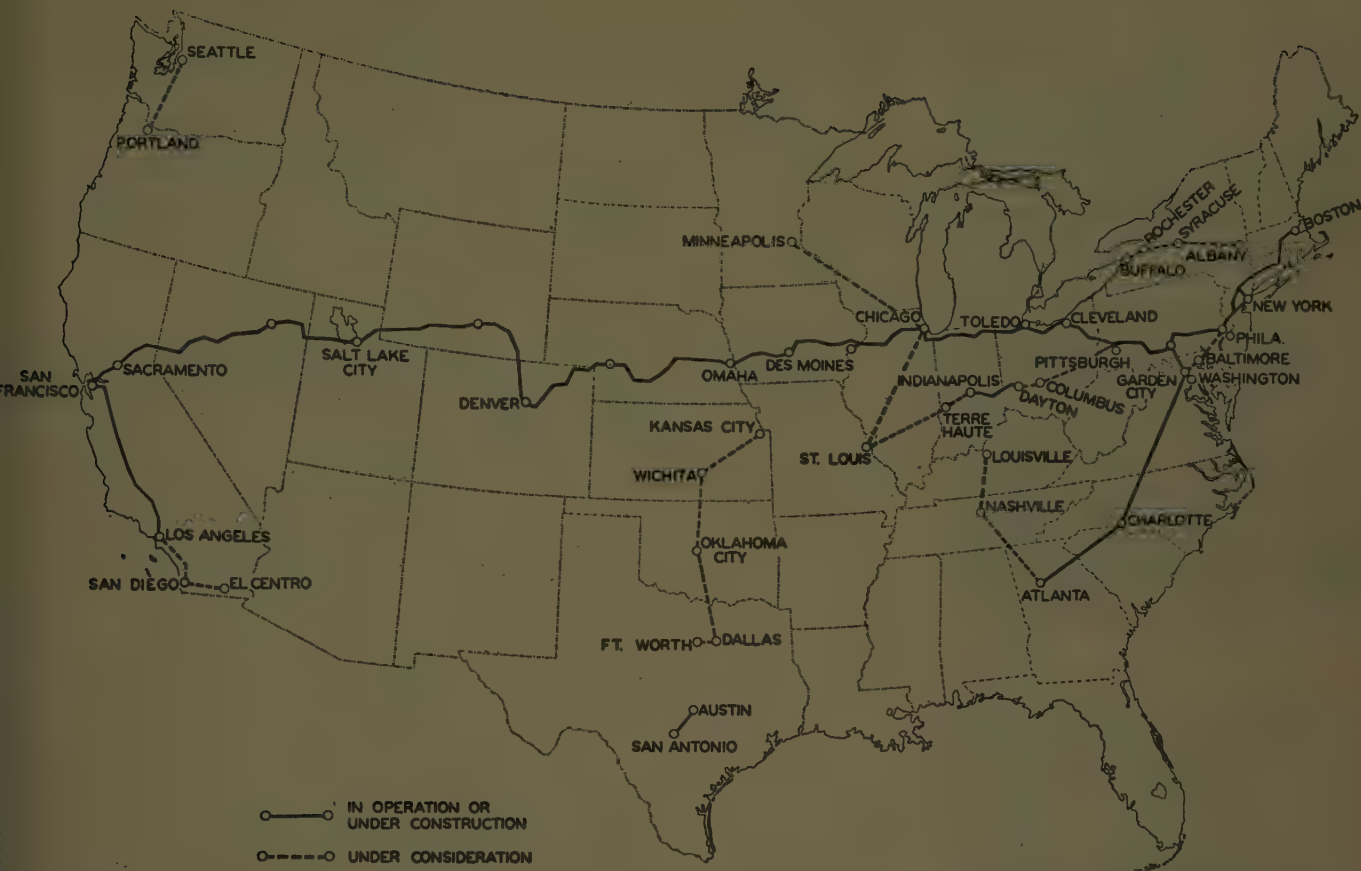 SEATTLE
PORTLAND
MINNEAPOLIS
ROCHESTER
SYRACUSE
BOSTON
ALBANY
BUFFALO
NEW YORK
CHICAGO
TOLEDO
CLEVELAND
PHILA.
PITTSBURGH
BALTIMORE
GARDEN
CITY
WASHINGTON
SALT LAKE
CITY
SACRAMENTO
SAN
FRANCISCO
OMAHA
DES MOINES
INDIANAPOLIS
COLUMBUS
DAYTON
DENVER
TERRE
HAUTE
KANSAS CITY
ST. LOUIS
LOUISVILLE
WICHITA
NASHVILLE
CHARLOTTE
LOS ANGELES
OKLAHOMA
CITY
SAN DIEGO
EL CENTRO
ATLANTA
FT. WORTH
DALLAS
AUSTIN
SAN ANTONIO
IN OPERATION OR
UNDER CONSTRUCTION
UNDER CONSIDERATION